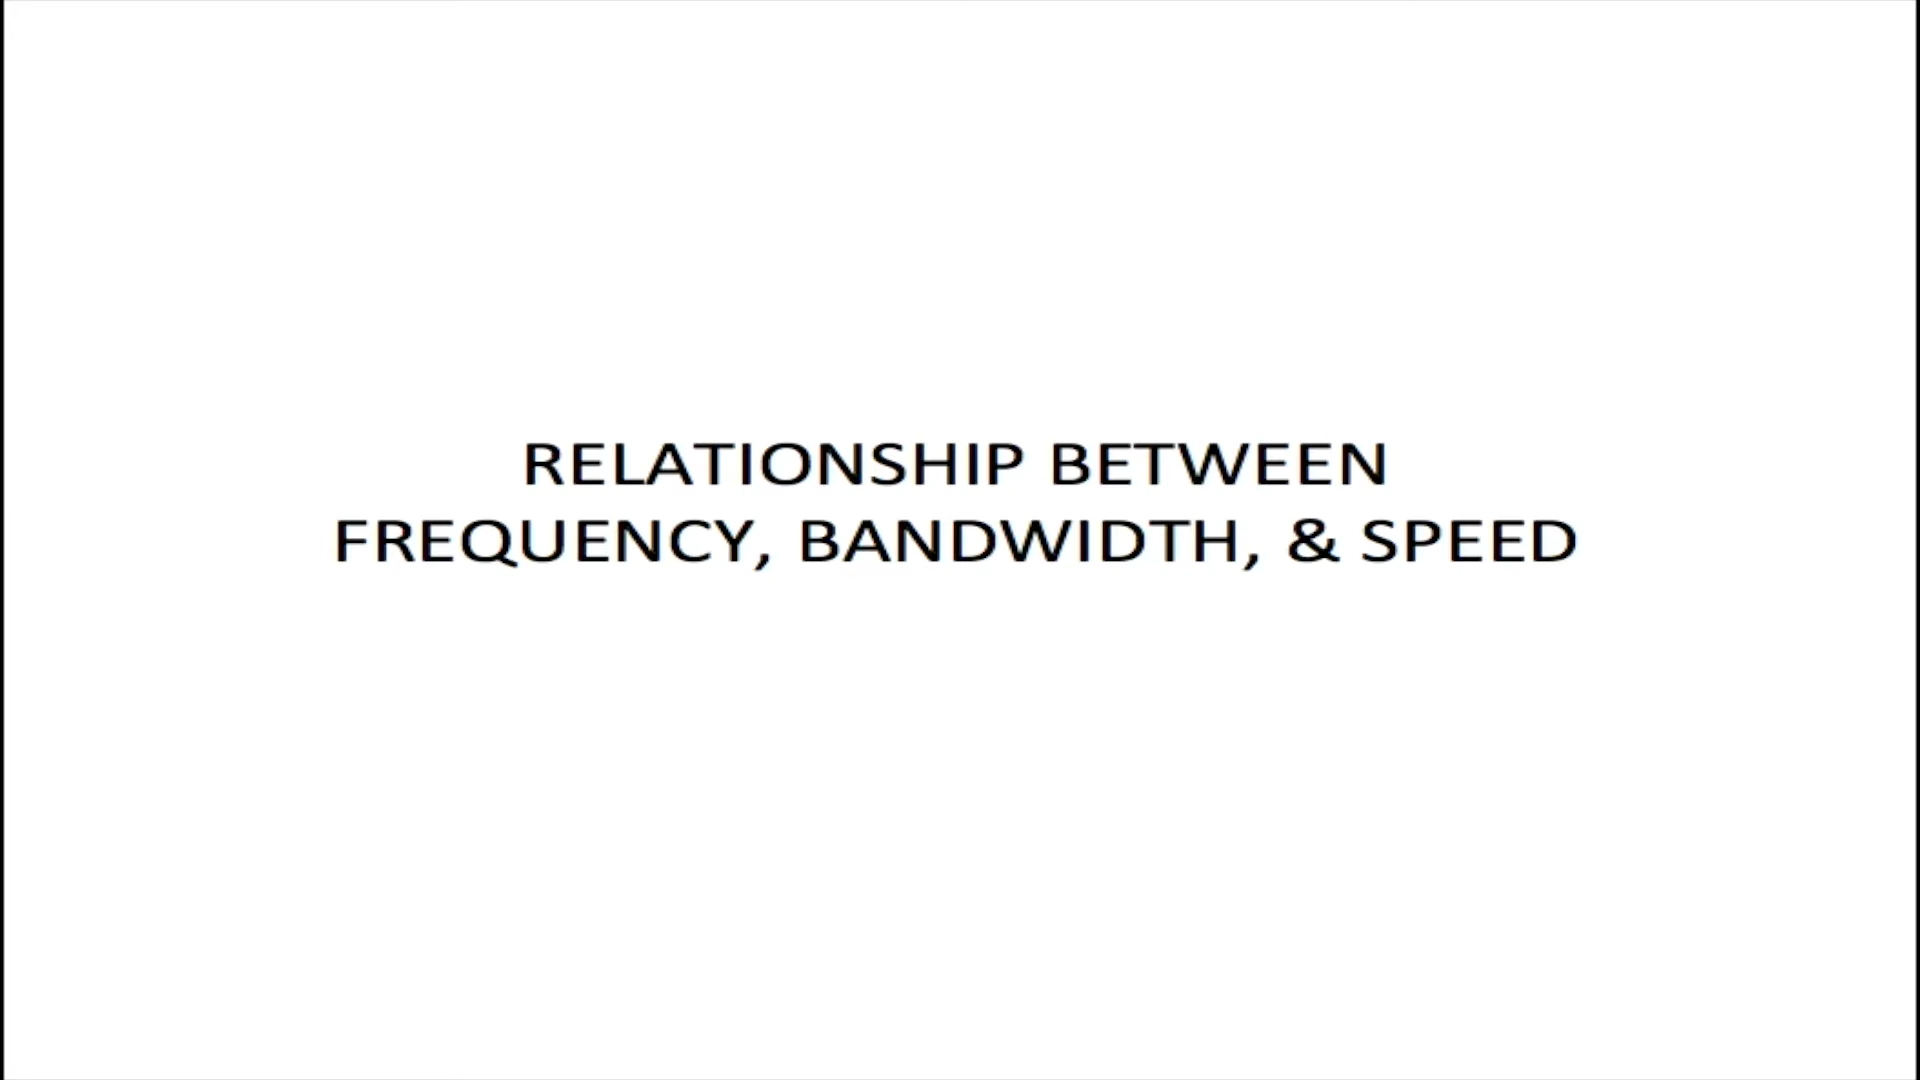 RELATIONSHIP BETWEEN
FREQUENCY, BANDWIDTH, & SPEED